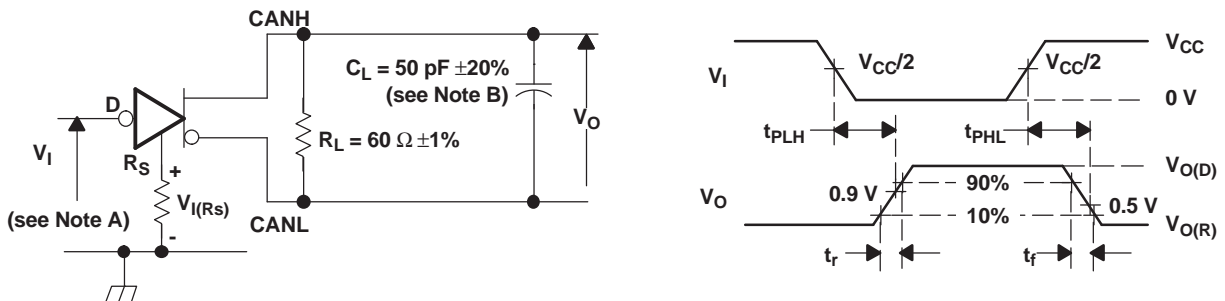 CANH
C_L = 50 pF ±20%
(see Note B)
D
V_I
R_S
+
V_I(Rs)
-
(see Note A)
R_L = 60 Ω ±1%
V_O
CANL
V_I
V_CC/2
V_CC/2
V_CC
0 V
t_PLH
t_PHL
V_O
0.9 V
90%
10%
0.5 V
V_O(D)
V_O(R)
t_r
t_f